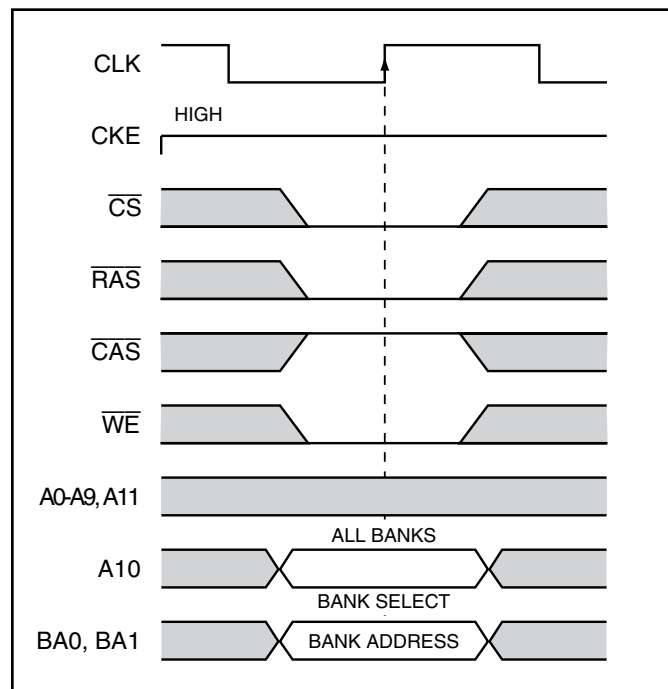 CLK
HIGH
CKE
CS
RAS
CAS
WE
A0-A9, A11
ALL BANKS
A10
BANK SELECT
BA0, BA1
BANK ADDRESS